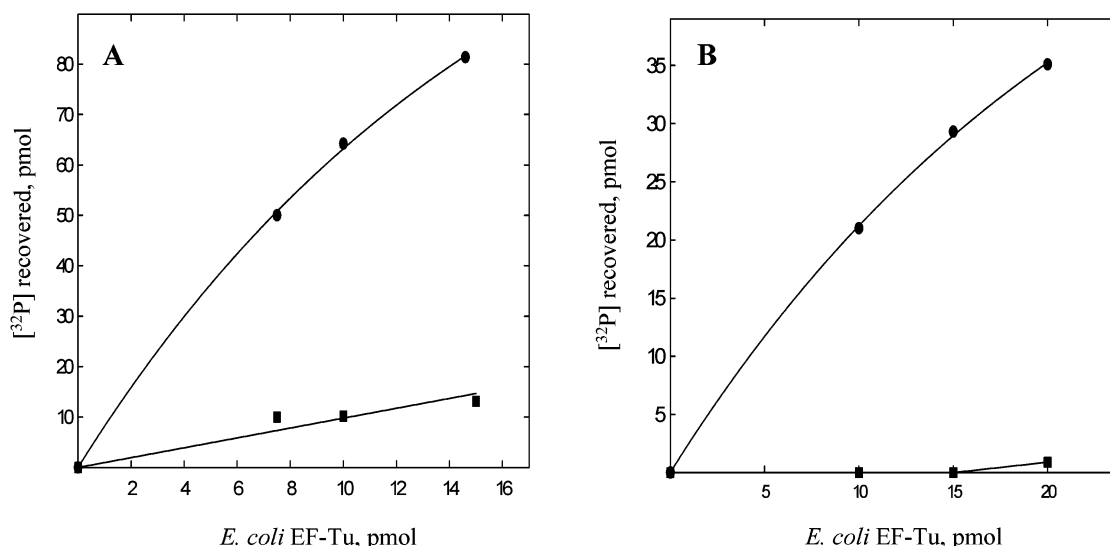 A
[³²P] recovered, pmol
80
70
60
50
40
30
20
10
0
2 4 6 8 10 12 14 16
E. coli EF-Tu, pmol
B
[³²P] recovered, pmol
35
30
25
20
15
10
5
0
5 10 15 20
E. coli EF-Tu, pmol